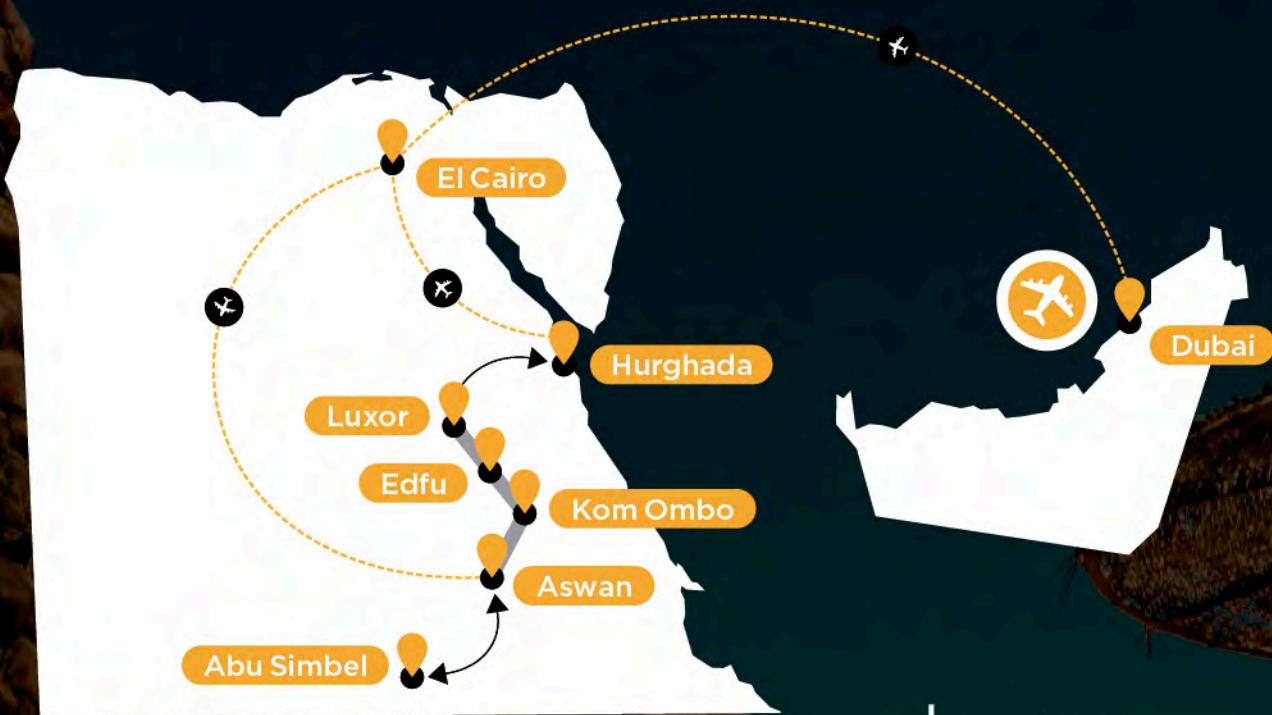 El Cairo
Dubai
Hurghada
Luxor
Edfu
Kom Ombo
Aswan
Abu Simbel